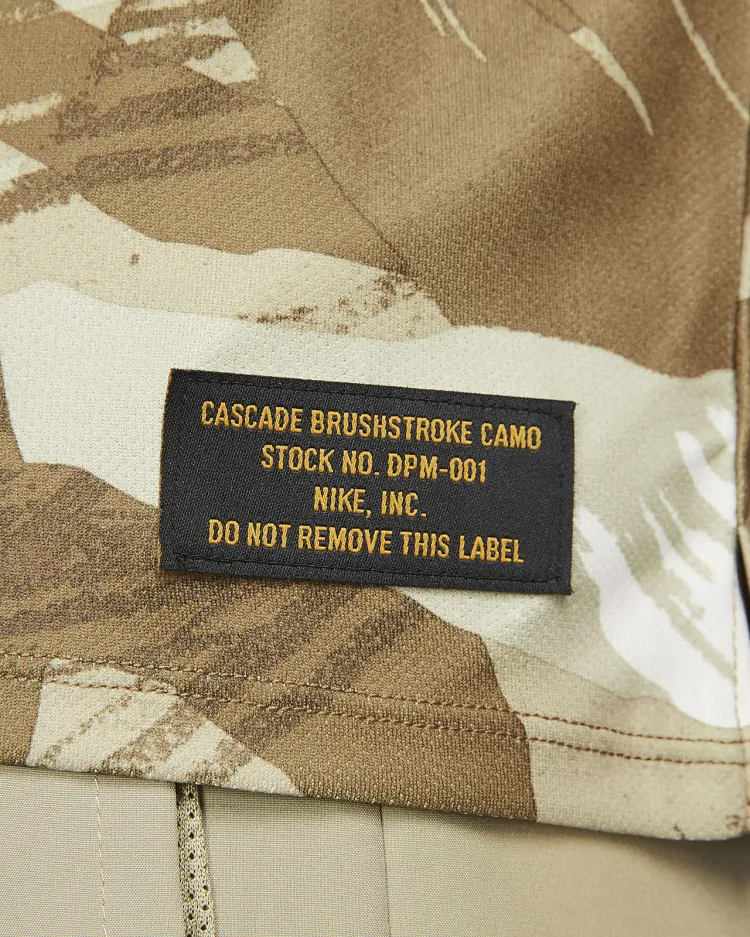 CASCADE BRUSHSTROKE CAMO
STOCK NO. DPM-001
NIKE, INC.
DO NOT REMOVE THIS LABEL